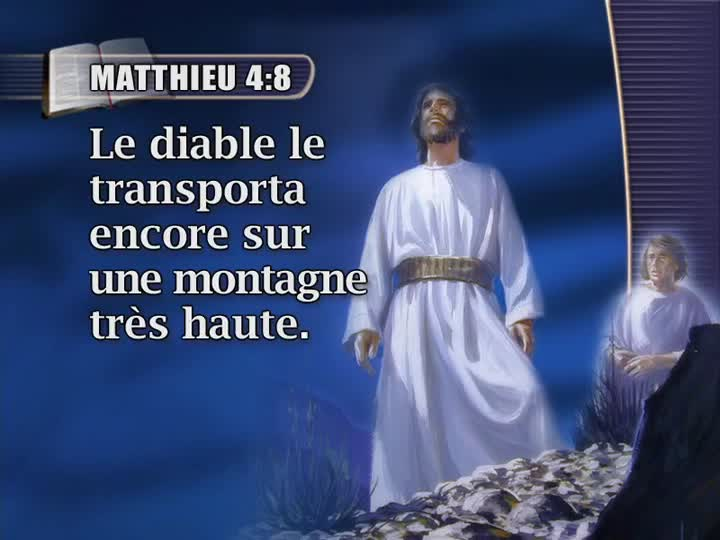 MATTHIEU 4:8
Le diable le
transporta
encore sur
une montagne
très haute.